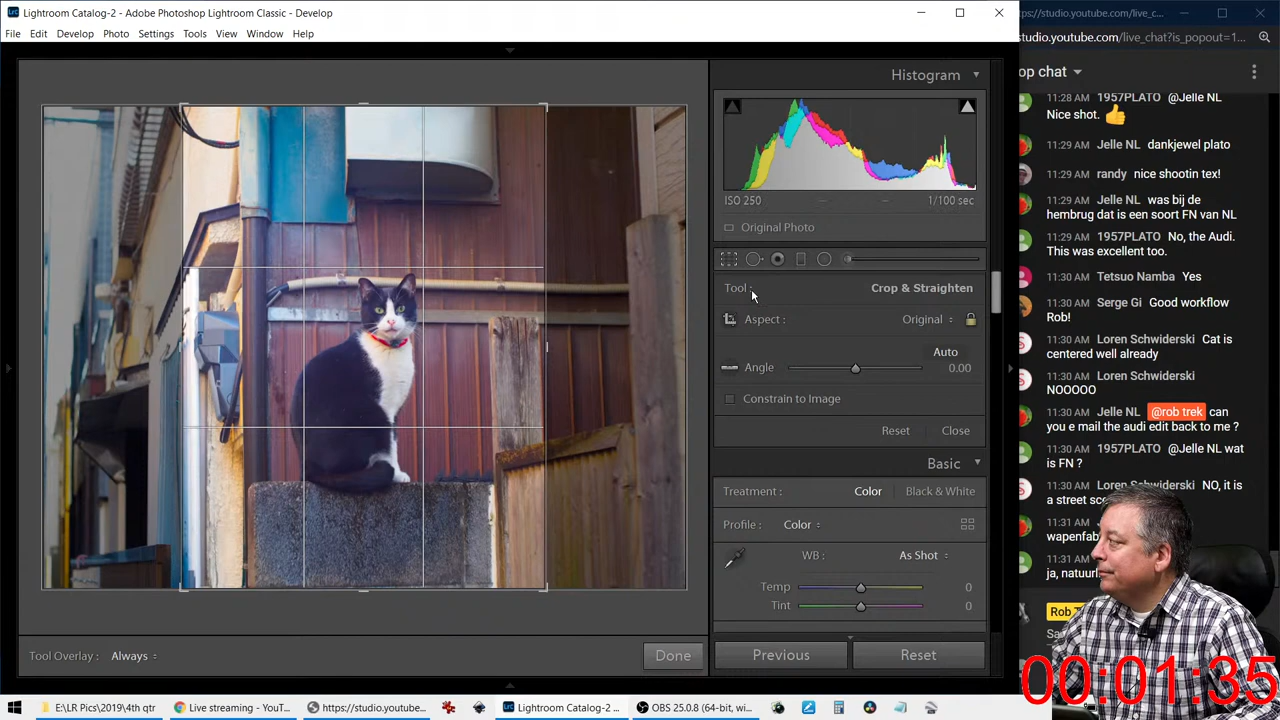 Lightroom Catalog-2 - Adobe Photoshop Lightroom Classic - Develop
File Edit Develop Photo Settings Tools View Window Help
Histogram
ISO 250 1/100 sec
Original Photo
Tool : Crop & Straighten
Aspect : Original
Auto
Angle 0.00
Constrain to Image
Reset Close
Basic
Treatment : Color Black & White
Profile : Color
WB : As Shot
Temp 0
Tint 0
Tool Overlay : Always
Done
Previous Reset
ttps://studio.youtube.com/live_c...
studio.youtube.com/live_chat?is_popout=1...
op chat
11:28 AM 1957PLATO @Jelle NL
Nice shot.
11:29 AM Jelle NL dankjewel plato
11:29 AM randy nice shootin tex!
11:29 AM Jelle NL was bij de
hembrug dat is een soort FN van NL
11:29 AM 1957PLATO No, the Audi.
This was excellent too.
11:30 AM Tetsuo Namba Yes
11:30 AM Serge Gi Good workflow
Rob!
11:30 AM Loren Schwiderski Cat is
centered well already
11:30 AM Loren Schwiderski
NOOOOO
11:30 AM Jelle NL @rob trek can
you e mail the audi edit back to me ?
11:30 AM 1957PLATO @Jelle NL wat
is FN ?
11:30 AM Loren Schwiderski NO, it is
a street sce
11:31 AM
wapenfab
11:31 AM
ja, natuurl
Rob T
00:01:35
E:\LR Pics\2019\4th qtr
Live streaming - YouT...
https://studio.youtube...
Lightroom Catalog-2 ...
OBS 25.0.8 (64-bit, wi...